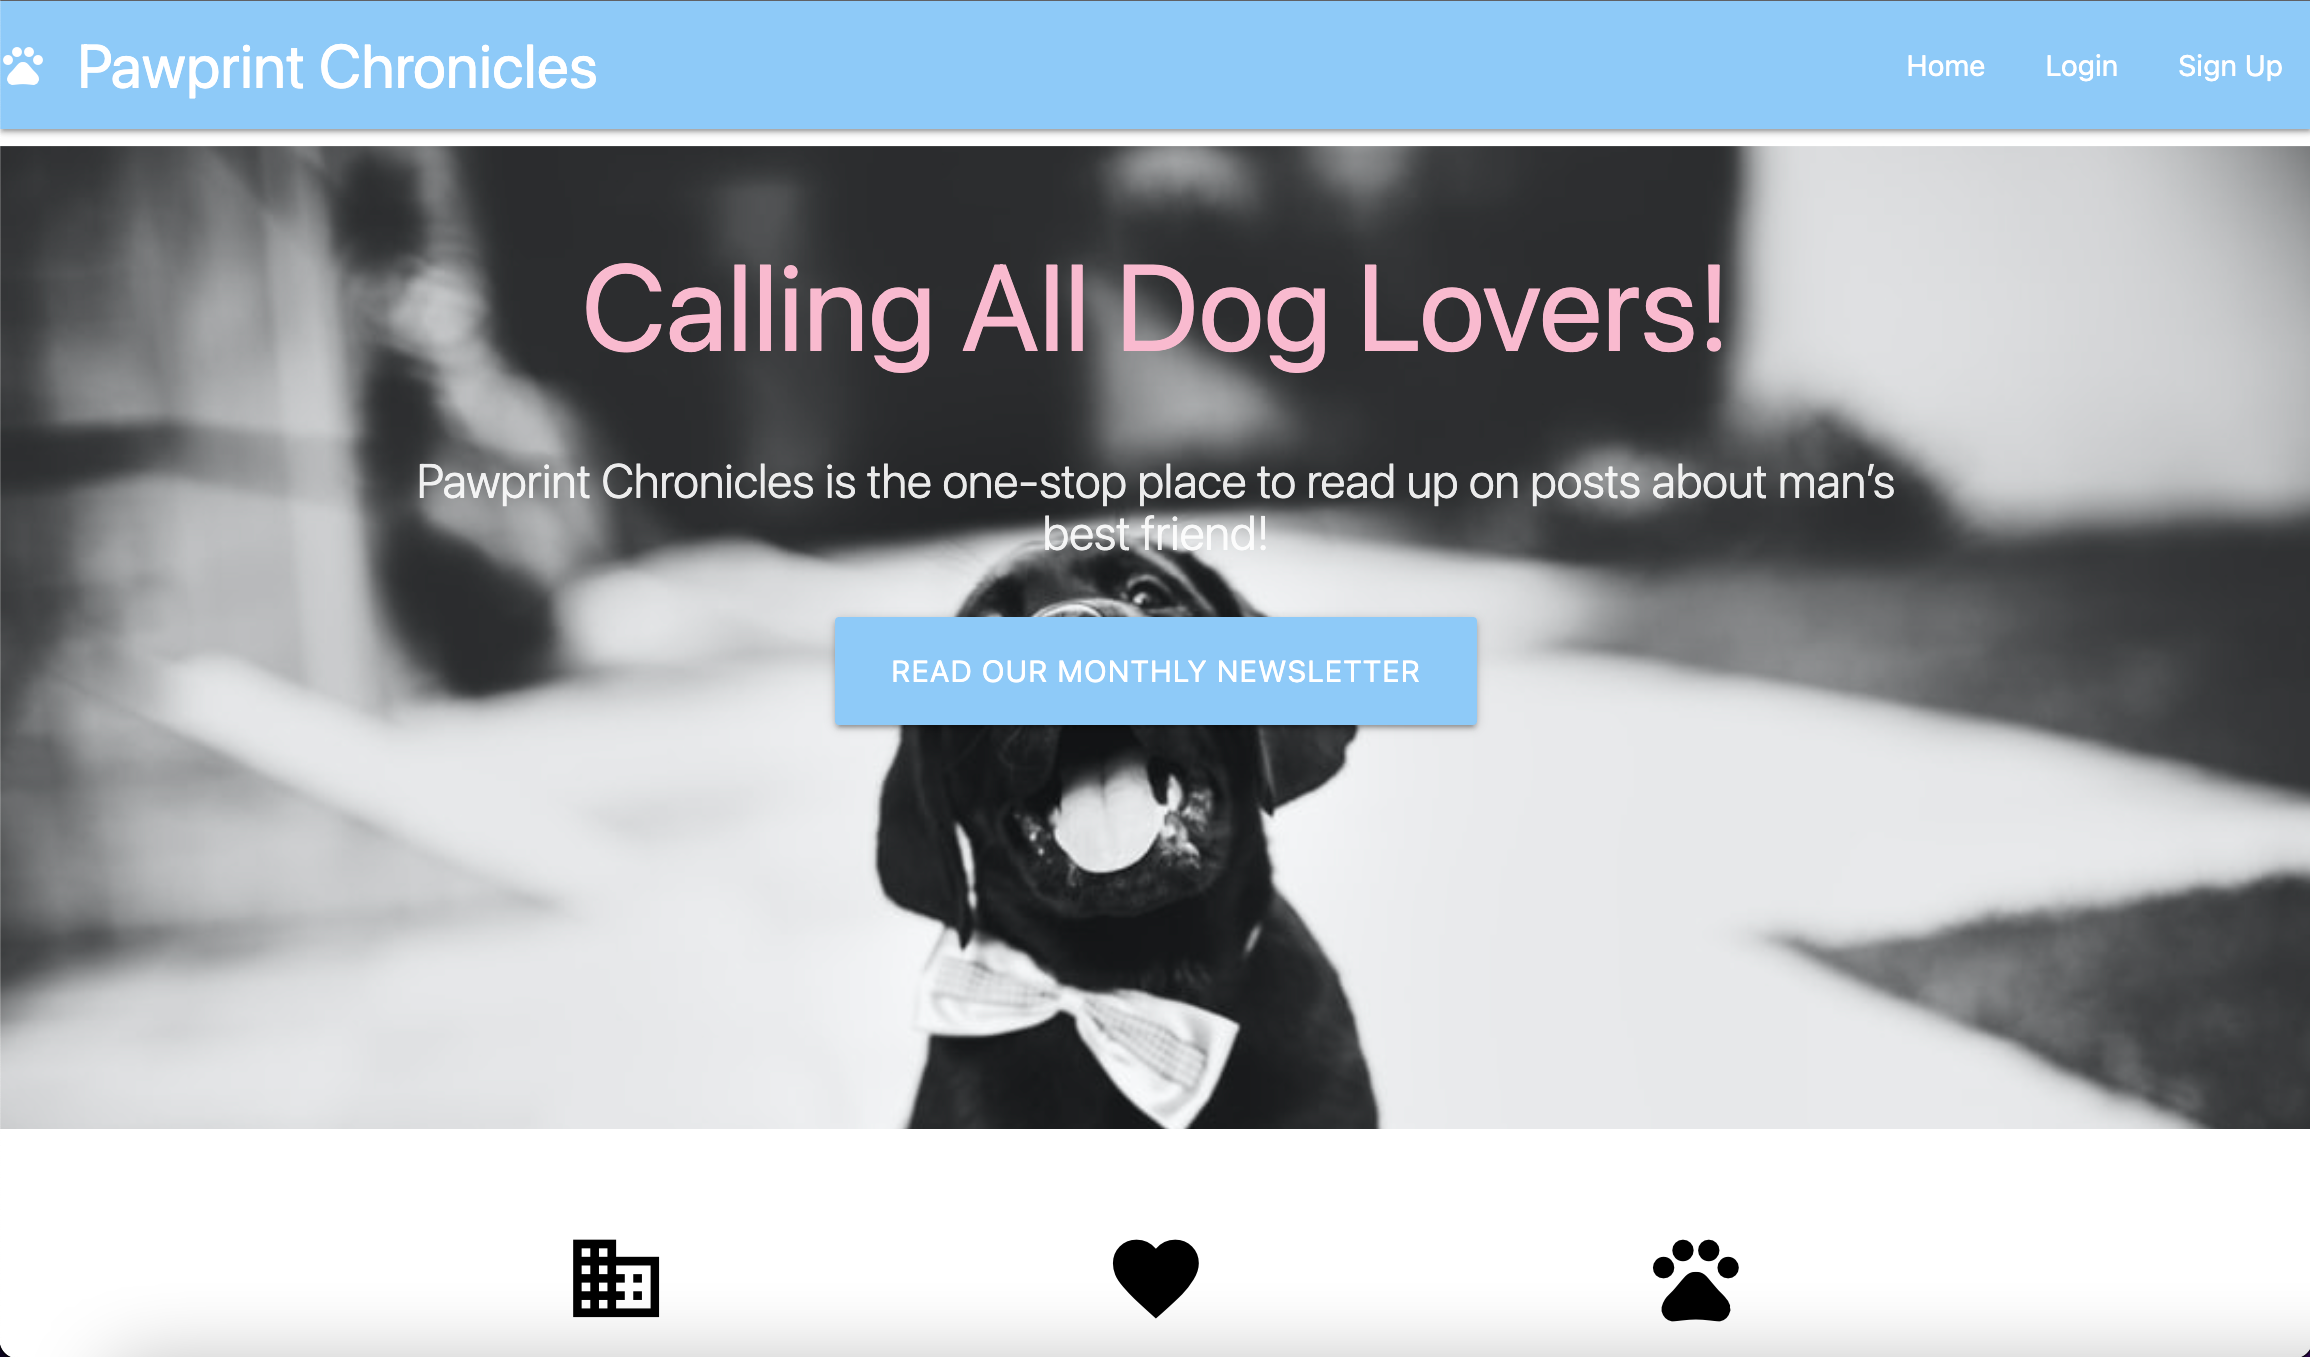 Pawprint Chronicles
Home
Login
Sign Up
Calling All Dog Lovers!
Pawprint Chronicles is the one-stop place to read up on posts about man’s
best friend!
READ OUR MONTHLY NEWSLETTER